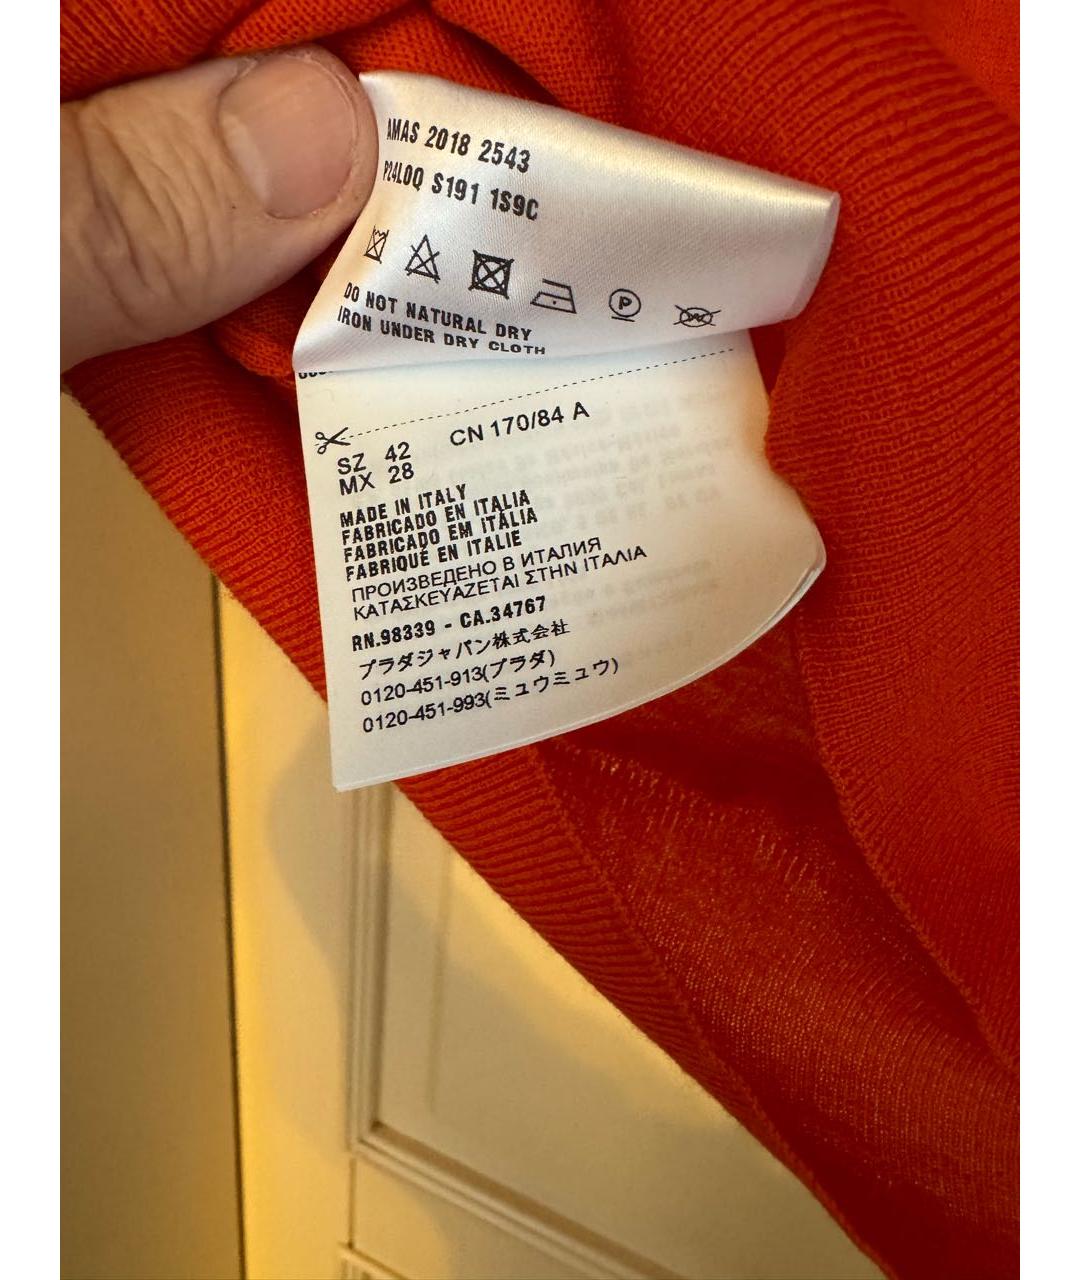 AMAS 2018 2543
P24L0Q S191 1S9C
P
DO NOT NATURAL DRY
IRON UNDER DRY CLOTH
SZ 42 CN 170/84 A
MX 28
MADE IN ITALY
FABRICADO EN ITALIA
FABRICADO EM ITÁLIA
FABRIQUÉ EN ITALIE
ПРОИЗВЕДЕНО В ИТАЛИЯ
ΚΑΤΑΣΚΕΥΑΖΕΤΑΙ ΣΤΗΝ ΙΤΑΛΙΑ
RN.98339 - CA.34767
プラダジャパン株式会社
0120-451-913(プラダ)
0120-451-993(ミュウミュウ)